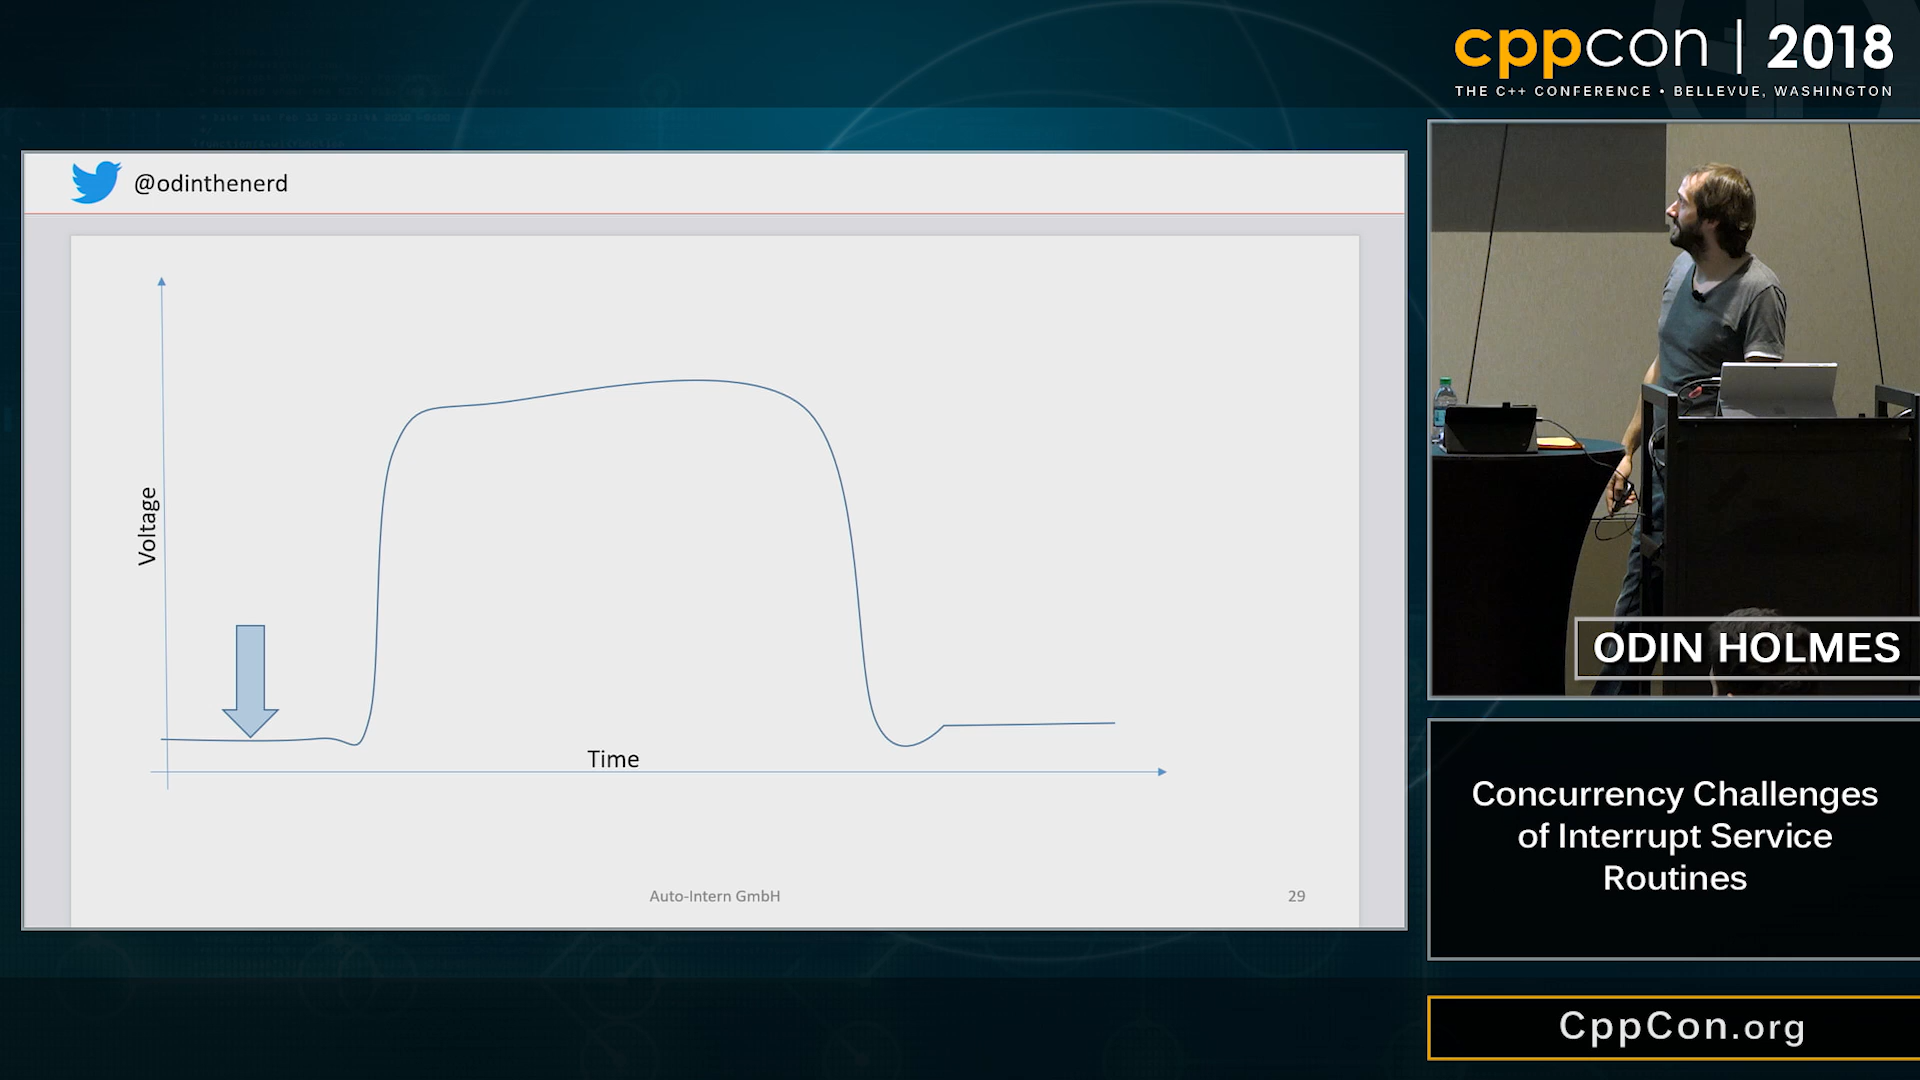 cppcon | 2018
THE C++ CONFERENCE • BELLEVUE, WASHINGTON
@odinthenerd
Voltage
Time
Auto-Intern GmbH
29
ODIN HOLMES
Concurrency Challenges
of Interrupt Service
Routines
CppCon.org